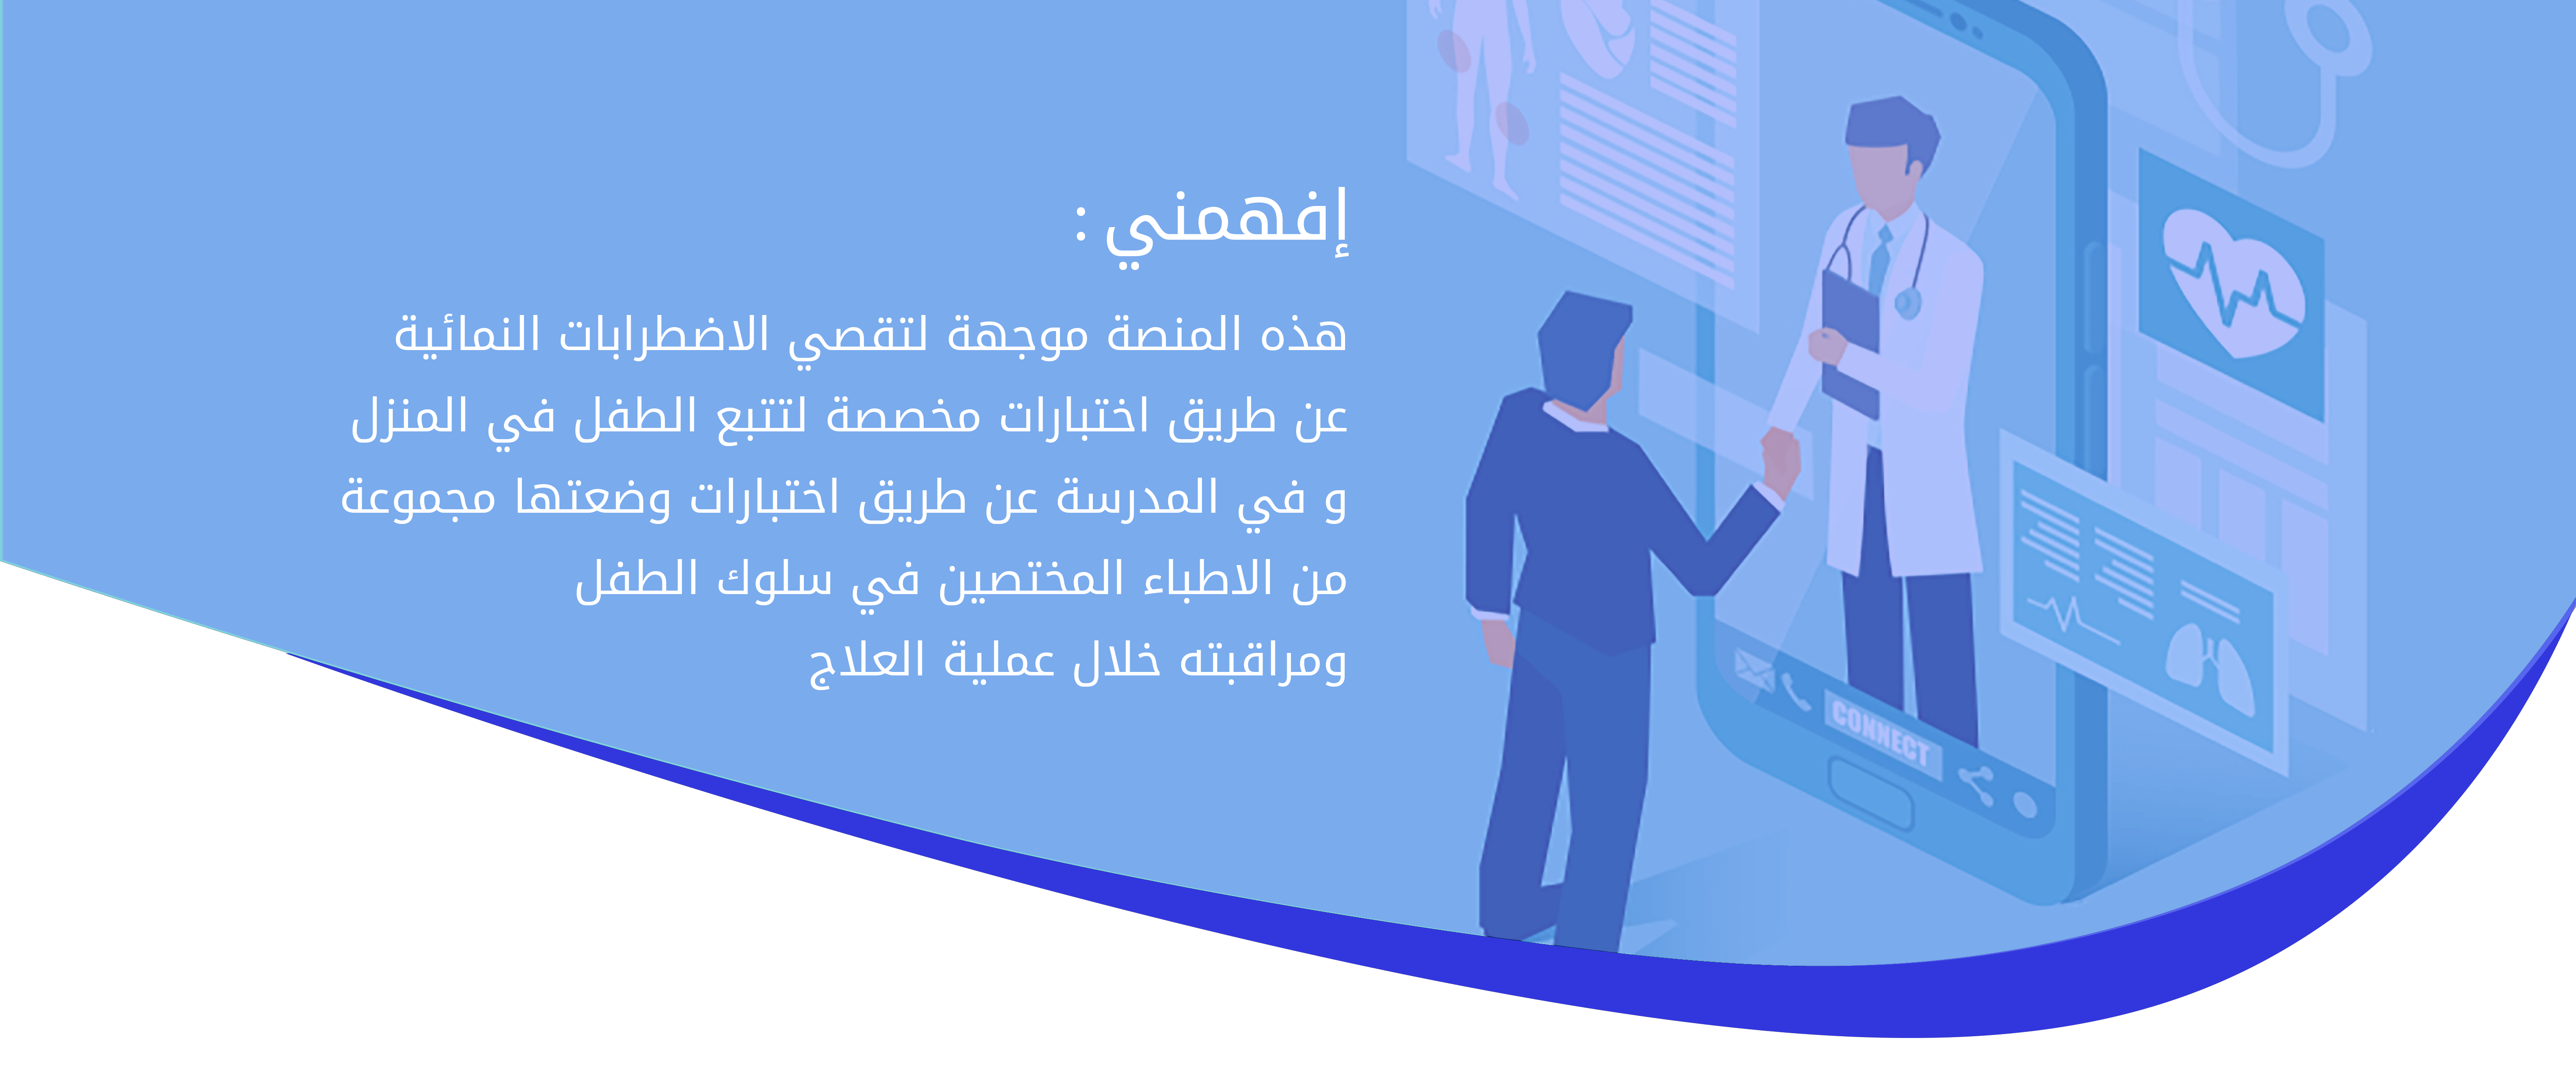 إفهمني :
هذه المنصة موجهة لتقصي الاضطرابات النمائية
عن طريق اختبارات مخصصة لتتبع الطفل في المنزل
و في المدرسة عن طريق اختبارات وضعتها مجموعة
من الاطباء المختصين في سلوك الطفل
ومراقبته خلال عملية العلاج
CONNECT